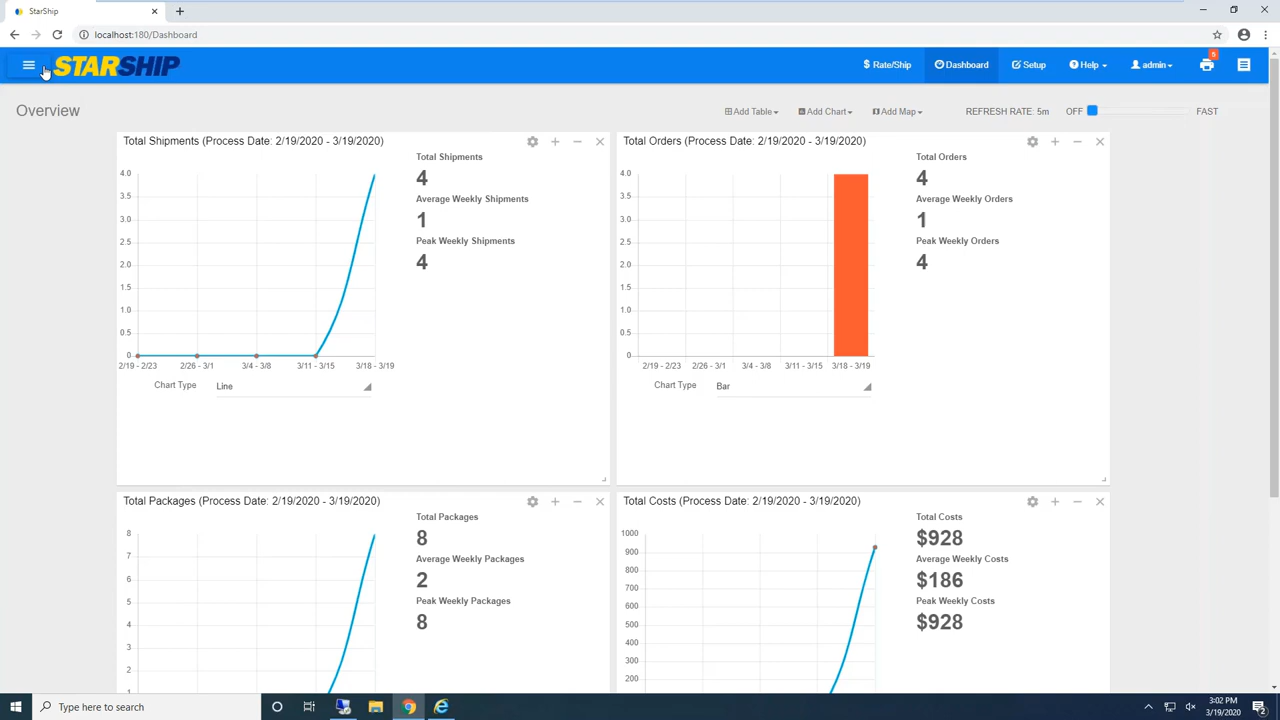 StarShip
localhost:180/Dashboard
STARSHIP
$ Rate/Ship
Dashboard
Setup
Help
admin
5
Overview
Add Table
Add Chart
Add Map
REFRESH RATE: 5m
OFF
FAST
Total Shipments (Process Date: 2/19/2020 - 3/19/2020)
4.0
3.5
3.0
2.5
2.0
1.5
1.0
0.5
0
2/19 - 2/23
2/26 - 3/1
3/4 - 3/8
3/11 - 3/15
3/18 - 3/19
Chart Type
Line
Total Shipments
4
Average Weekly Shipments
1
Peak Weekly Shipments
4
Total Orders (Process Date: 2/19/2020 - 3/19/2020)
4.0
3.5
3.0
2.5
2.0
1.5
1.0
0.5
0
2/19 - 2/23
2/26 - 3/1
3/4 - 3/8
3/11 - 3/15
3/18 - 3/19
Chart Type
Bar
Total Orders
4
Average Weekly Orders
1
Peak Weekly Orders
4
Total Packages (Process Date: 2/19/2020 - 3/19/2020)
8
7
6
5
4
3
2
1
Total Packages
8
Average Weekly Packages
2
Peak Weekly Packages
8
Total Costs (Process Date: 2/19/2020 - 3/19/2020)
1000
900
800
700
600
500
400
300
200
Total Costs
$928
Average Weekly Costs
$186
Peak Weekly Costs
$928
Type here to search
3:02 PM
3/19/2020
2